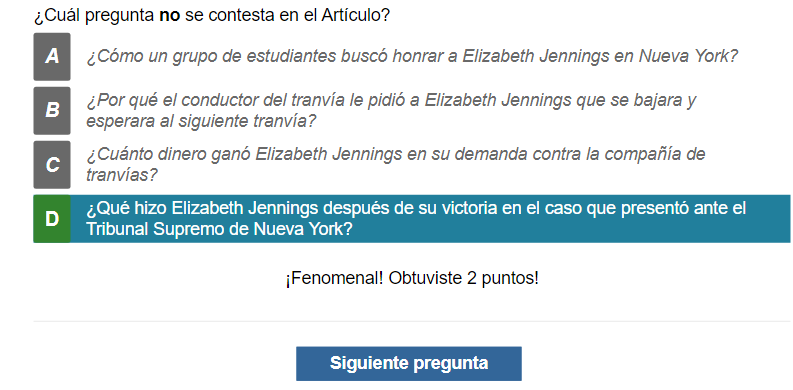 ¿Cuál pregunta no se contesta en el Artículo?
A ¿Cómo un grupo de estudiantes buscó honrar a Elizabeth Jennings en Nueva York?
B ¿Por qué el conductor del tranvía le pidió a Elizabeth Jennings que se bajara y
esperara al siguiente tranvía?
C ¿Cuánto dinero ganó Elizabeth Jennings en su demanda contra la compañía de
tranvías?
D ¿Qué hizo Elizabeth Jennings después de su victoria en el caso que presentó ante el
Tribunal Supremo de Nueva York?
¡Fenomenal! Obtuviste 2 puntos!
Siguiente pregunta